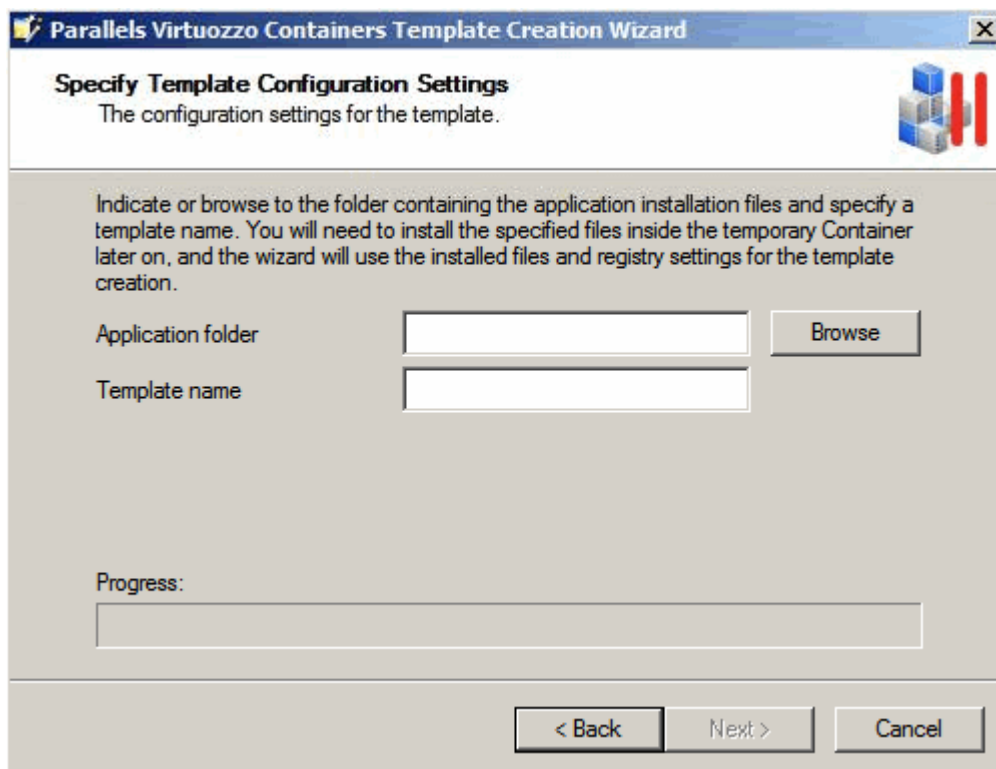 Parallels Virtuozzo Containers Template Creation Wizard
Specify Template Configuration Settings
The configuration settings for the template.
Indicate or browse to the folder containing the application installation files and specify a
template name. You will need to install the specified files inside the temporary Container
later on, and the wizard will use the installed files and registry settings for the template
creation.
Application folder
Browse
Template name
Progress:
< Back
Next >
Cancel